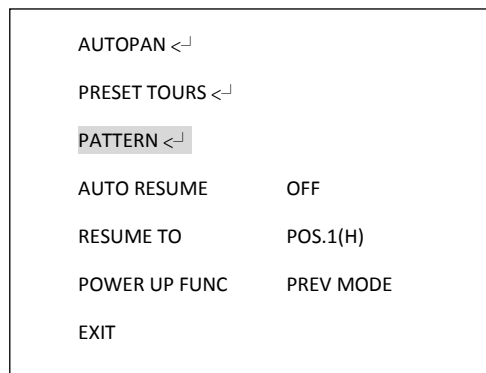 AUTOPAN <┘
PRESET TOURS <┘
PATTERN <┘
AUTO RESUME OFF
RESUME TO POS.1(H)
POWER UP FUNC PREV MODE
EXIT